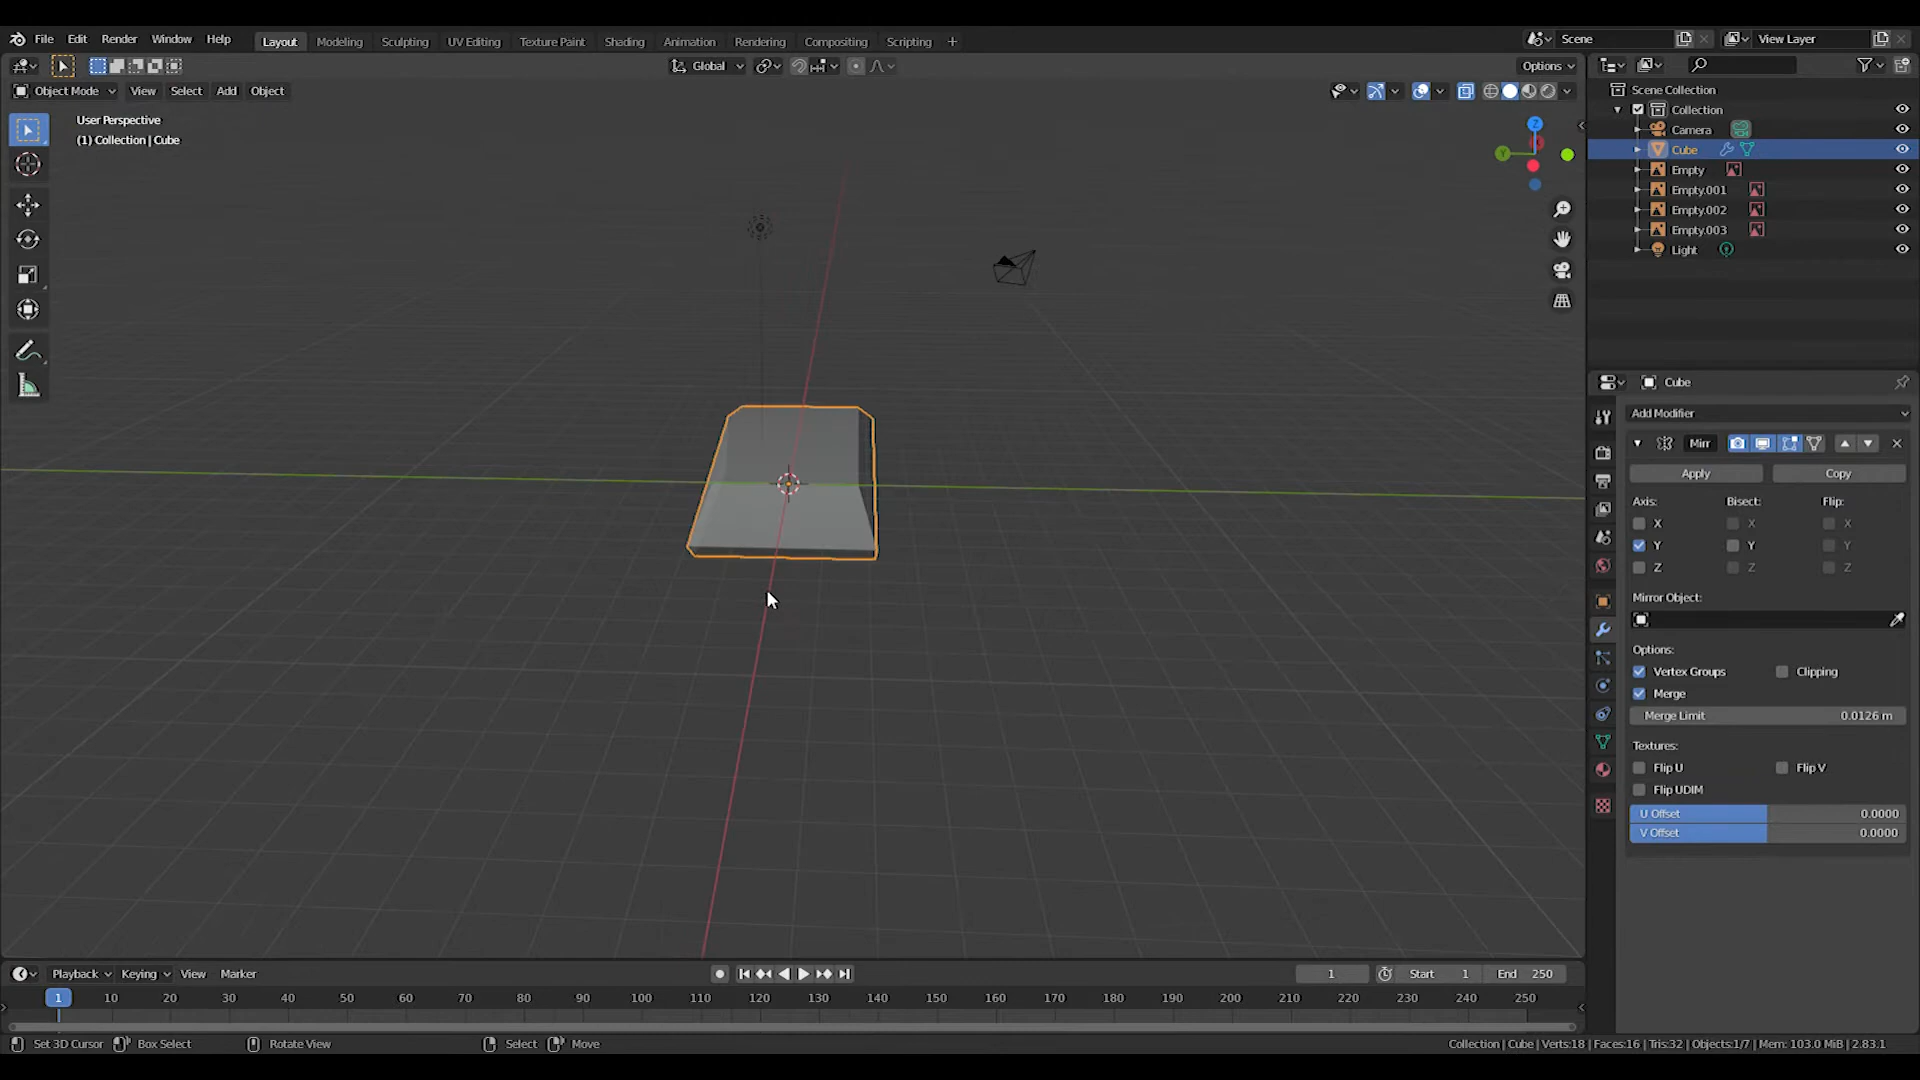 File Edit Render Window Help Layout Modeling Sculpting UV Editing Texture Paint Shading Animation Rendering Compositing Scripting + Scene View Layer
Global Options
Object Mode View Select Add Object
User Perspective
(1) Collection | Cube
Z
Y
Scene Collection
Collection
Camera
Cube
Empty
Empty.001
Empty.002
Empty.003
Light
Cube
Add Modifier
Mirr
Apply Copy
Axis: Bisect: Flip:
X X X
Y Y Y
Z Z Z
Mirror Object:
Options:
Vertex Groups Clipping
Merge
Merge Limit 0.0126 m
Textures:
Flip U Flip V
Flip UDIM
U Offset 0.0000
V Offset 0.0000
Playback Keying View Marker 1 Start 1 End 250
1 10 20 30 40 50 60 70 80 90 100 110 120 130 140 150 160 170 180 190 200 210 220 230 240 250
Set 3D Cursor Box Select Rotate View Select Move Collection | Cube | Verts:18 | Faces:16 | Tris:32 | Objects:1/7 | Mem: 103.0 MiB | 2.83.1